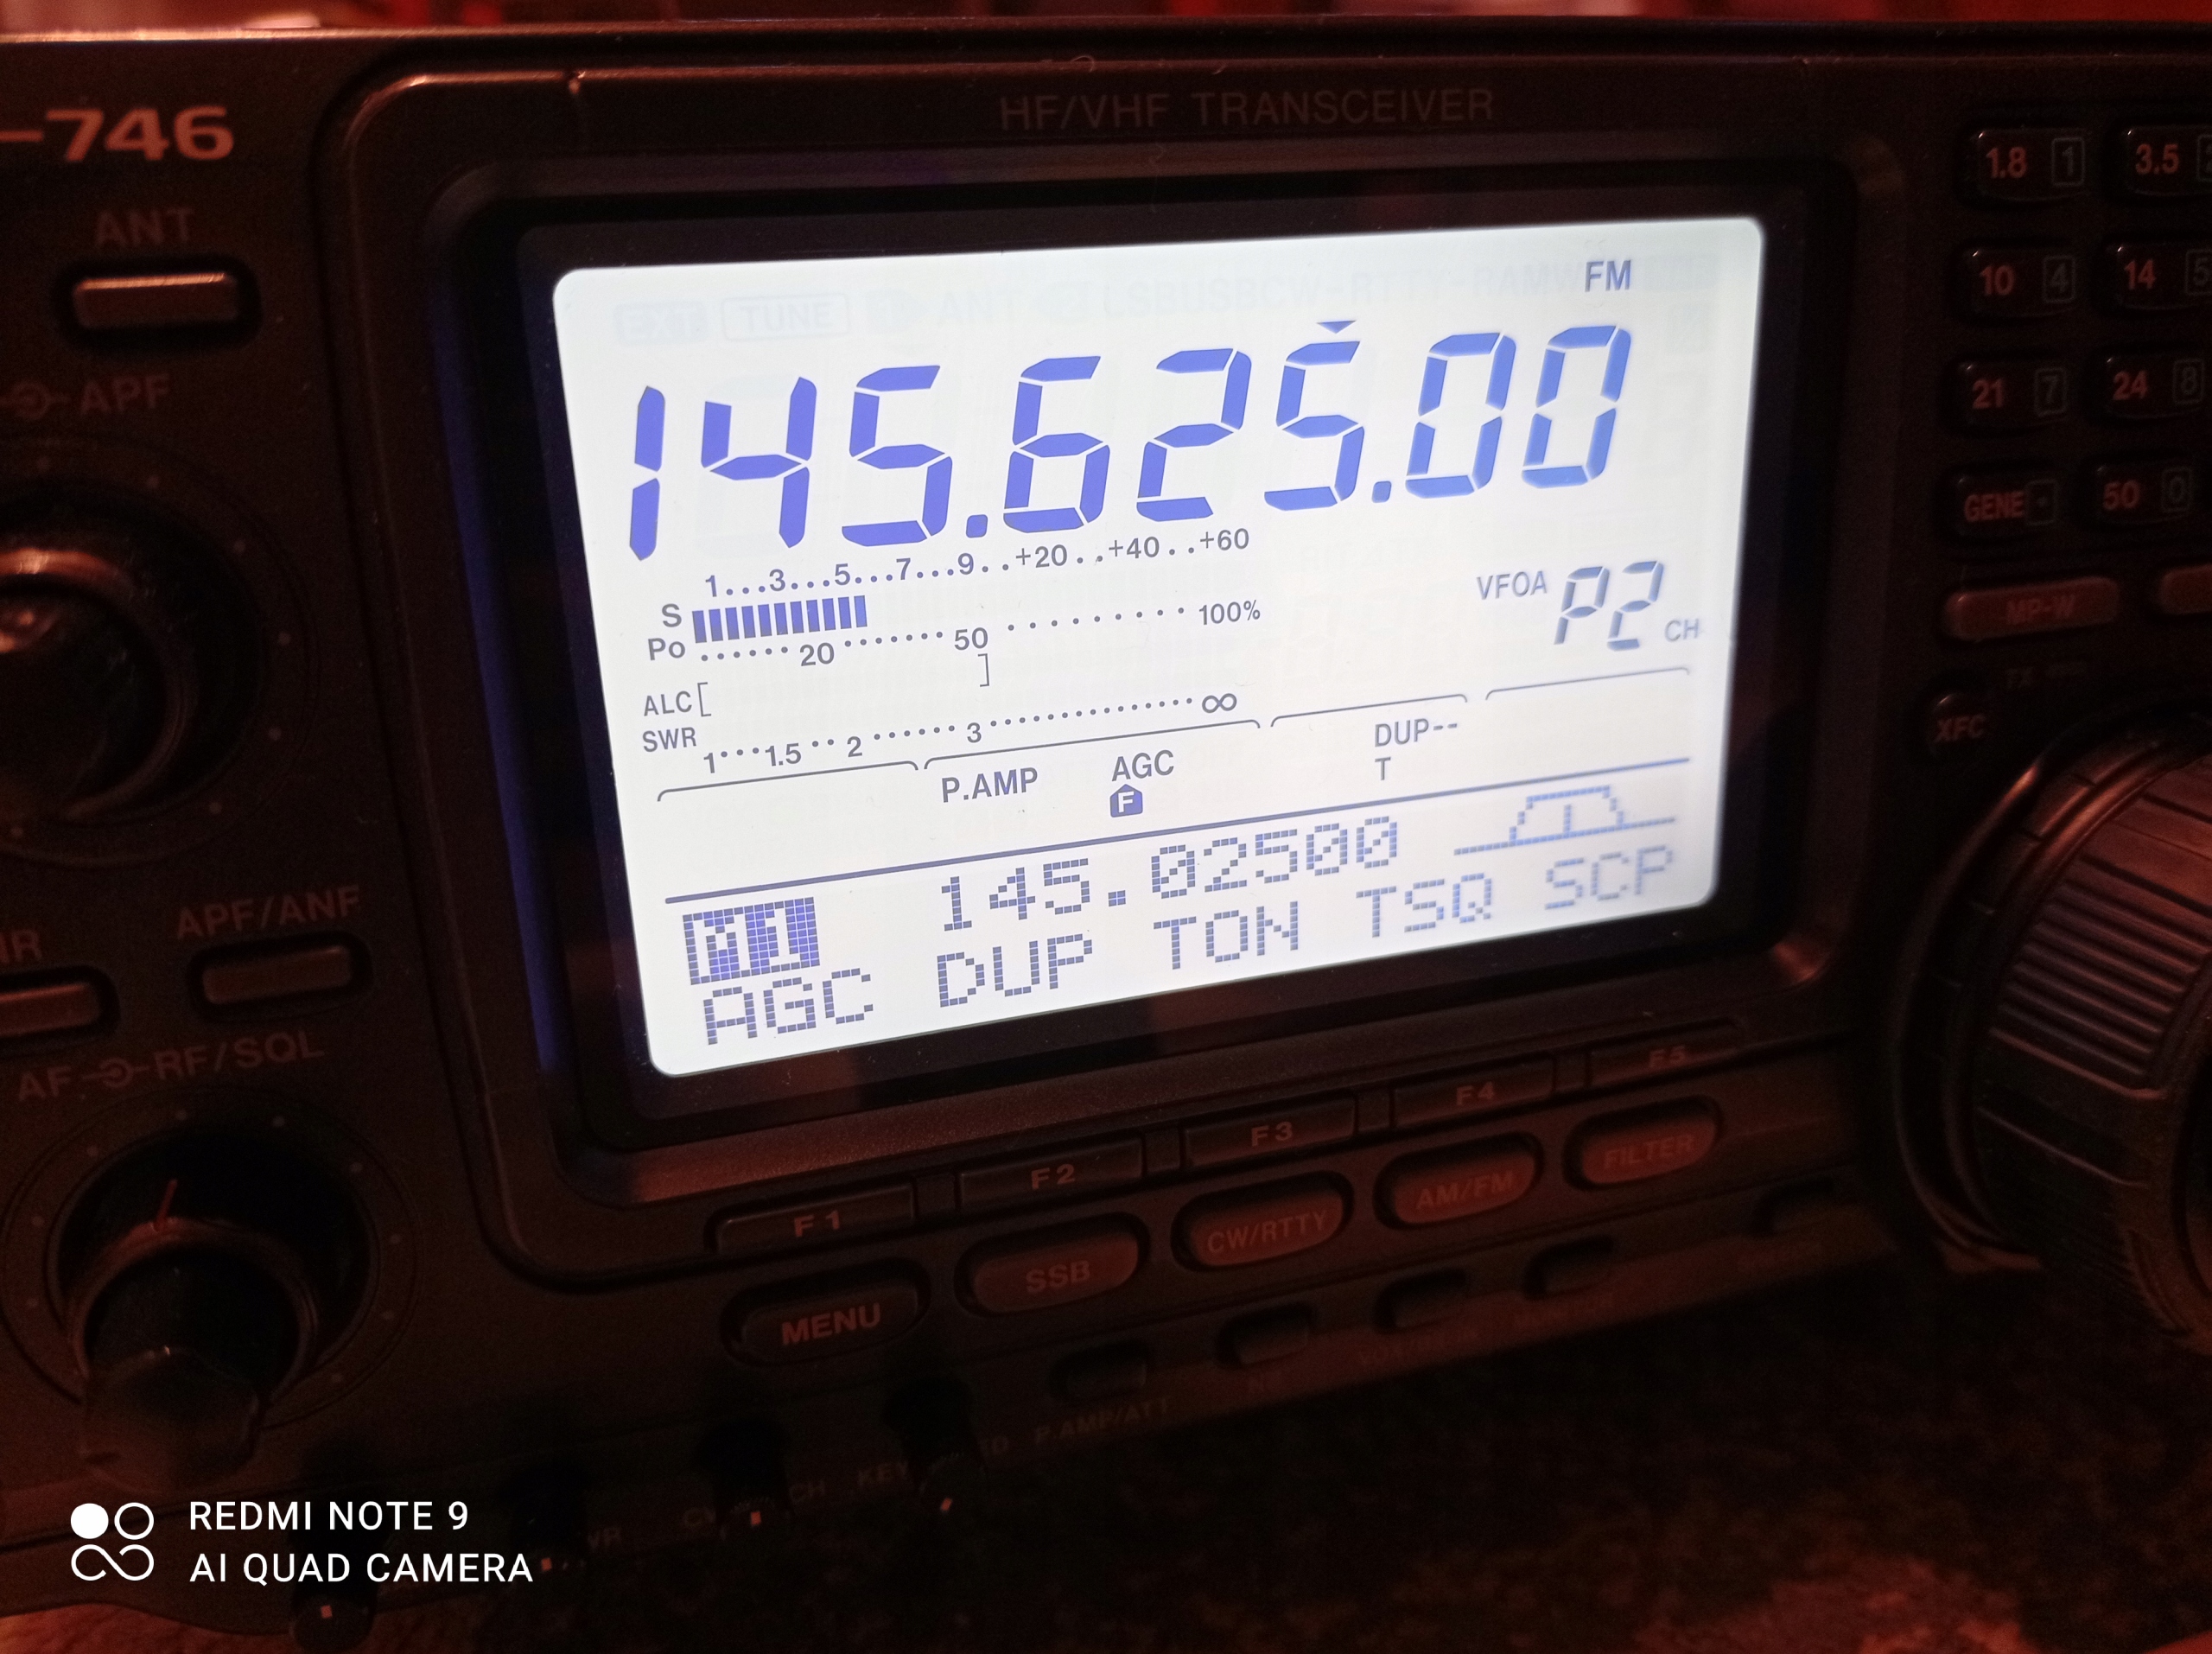 -746
HF/VHF TRANSCEIVER
ANT
APF
APF/ANF
AF RF/SQL
FM
145.625.00
1...3...5...7...9..+20..+40..+60
S
Po ......20.......50.........100%
ALC[ ]
SWR 1...1.5..2......3..............∞
VFOA P2 CH
P.AMP AGC DUP--
F T
M1 145.02500
AGC DUP TON TSQ SCP
F1 F2 F3 F4 F5
MENU SSB CW/RTTY AM/FM FILTER
P.AMP/ATT
KEY
1.8 1 3.5
10 4 14 5
21 7 24 8
GENE · 50 0
MP-W
XFC
REDMI NOTE 9
AI QUAD CAMERA